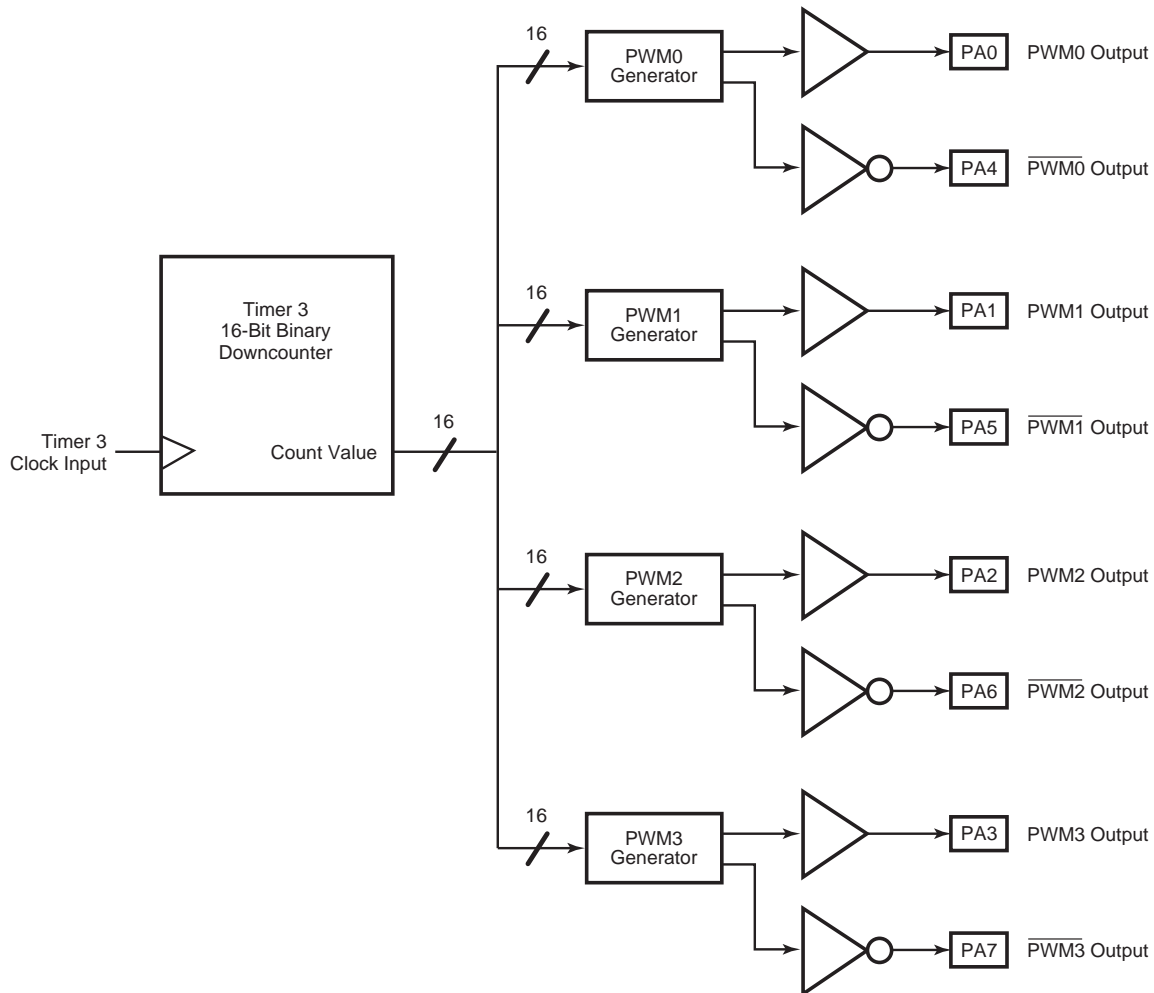 16
PWM0
Generator
PA0 PWM0 Output
PA4 PWM0 Output
Timer 3
16-Bit Binary
Downcounter
Timer 3
Clock Input
Count Value
16
16
PWM1
Generator
PA1 PWM1 Output
PA5 PWM1 Output
16
PWM2
Generator
PA2 PWM2 Output
PA6 PWM2 Output
16
PWM3
Generator
PA3 PWM3 Output
PA7 PWM3 Output